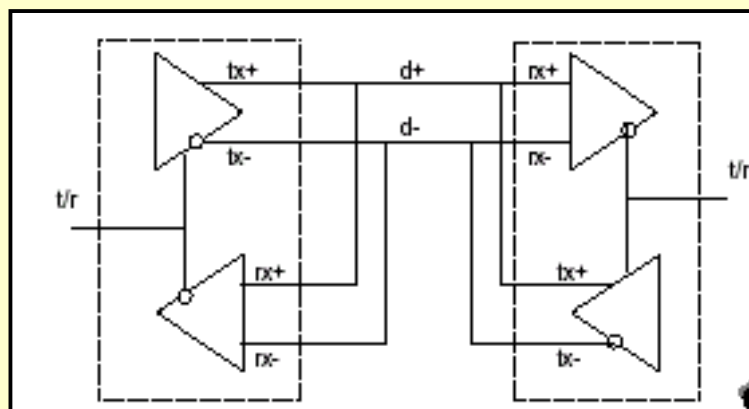 tx+ d+ rx+
tx- d- rx-
t/r t/r
rx+ tx+
rx- tx-